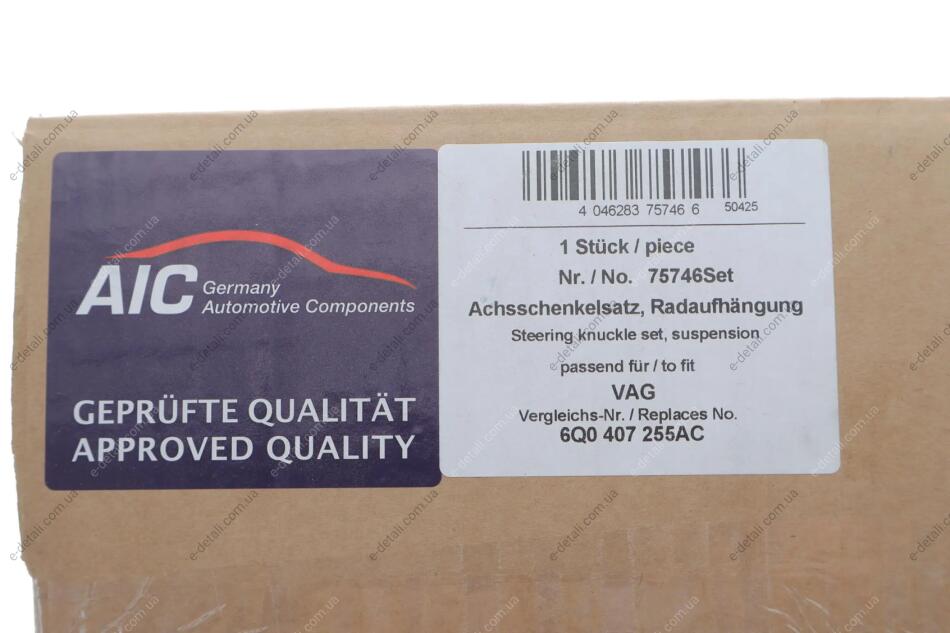 AIC
Germany
Automotive Components
GEPRÜFTE QUALITÄT
APPROVED QUALITY
4 046283 75746 6 50425
1 Stück / piece
Nr. / No. 75746Set
Achsschenkelsatz, Radaufhängung
Steering knuckle set, suspension
passend für / to fit
VAG
Vergleichs-Nr. / Replaces No.
6Q0 407 255AC
e-detali.com.ua